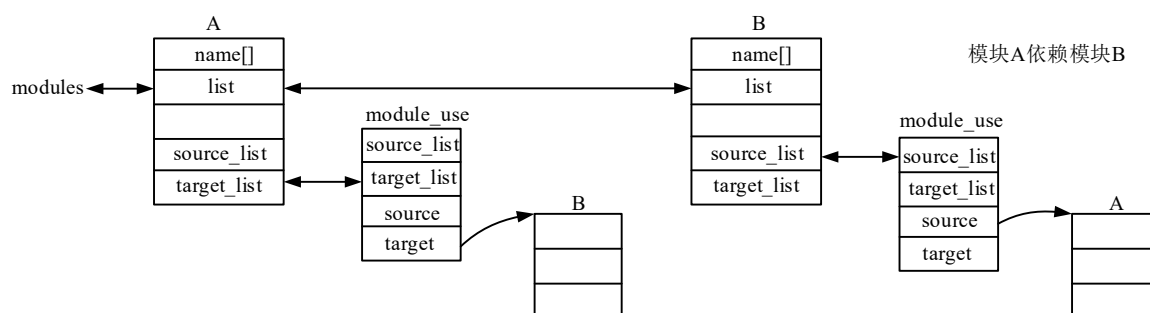 A
name[]
modules
list
source_list
target_list
module_use
source_list
target_list
source
target
B
B
name[]
list
source_list
target_list
模块A依赖模块B
module_use
source_list
target_list
source
target
A